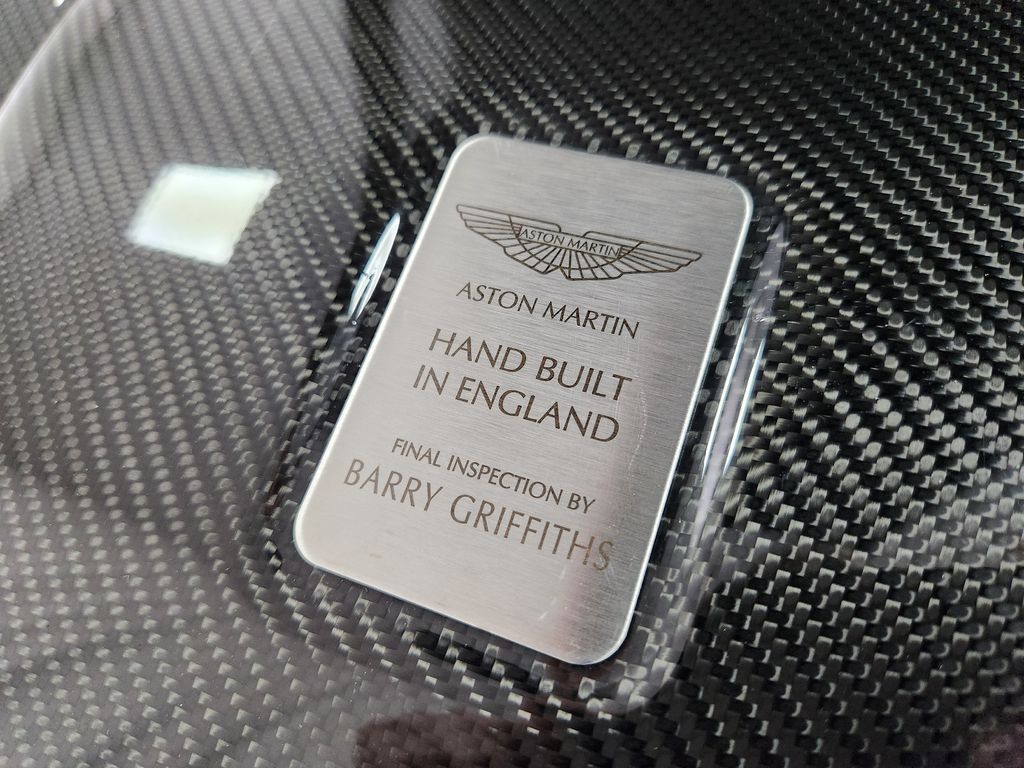 ASTON MARTIN
ASTON MARTIN
HAND BUILT
IN ENGLAND
FINAL INSPECTION BY
BARRY GRIFFITHS